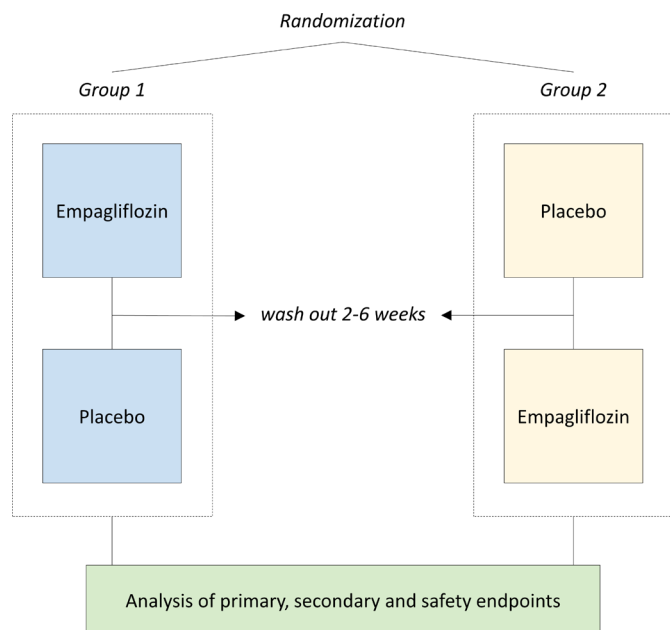 Randomization
Group 1
Group 2
Empagliflozin
Placebo
wash out 2-6 weeks
Placebo
Empagliflozin
Analysis of primary, secondary and safety endpoints